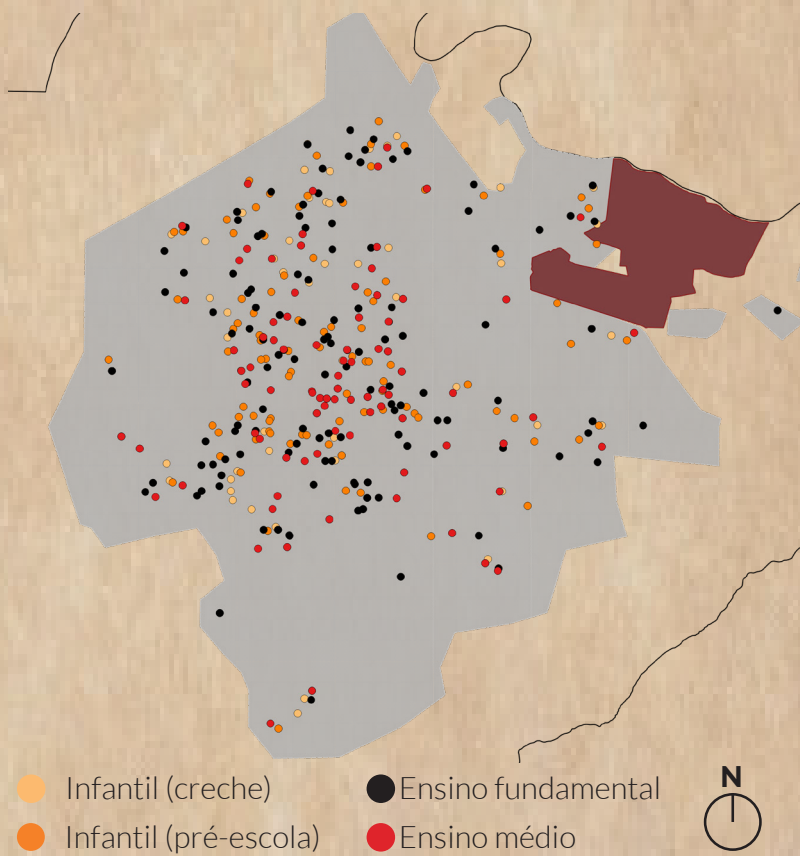 Infantil (creche)
Infantil (pré-escola)
Ensino fundamental
Ensino médio
N